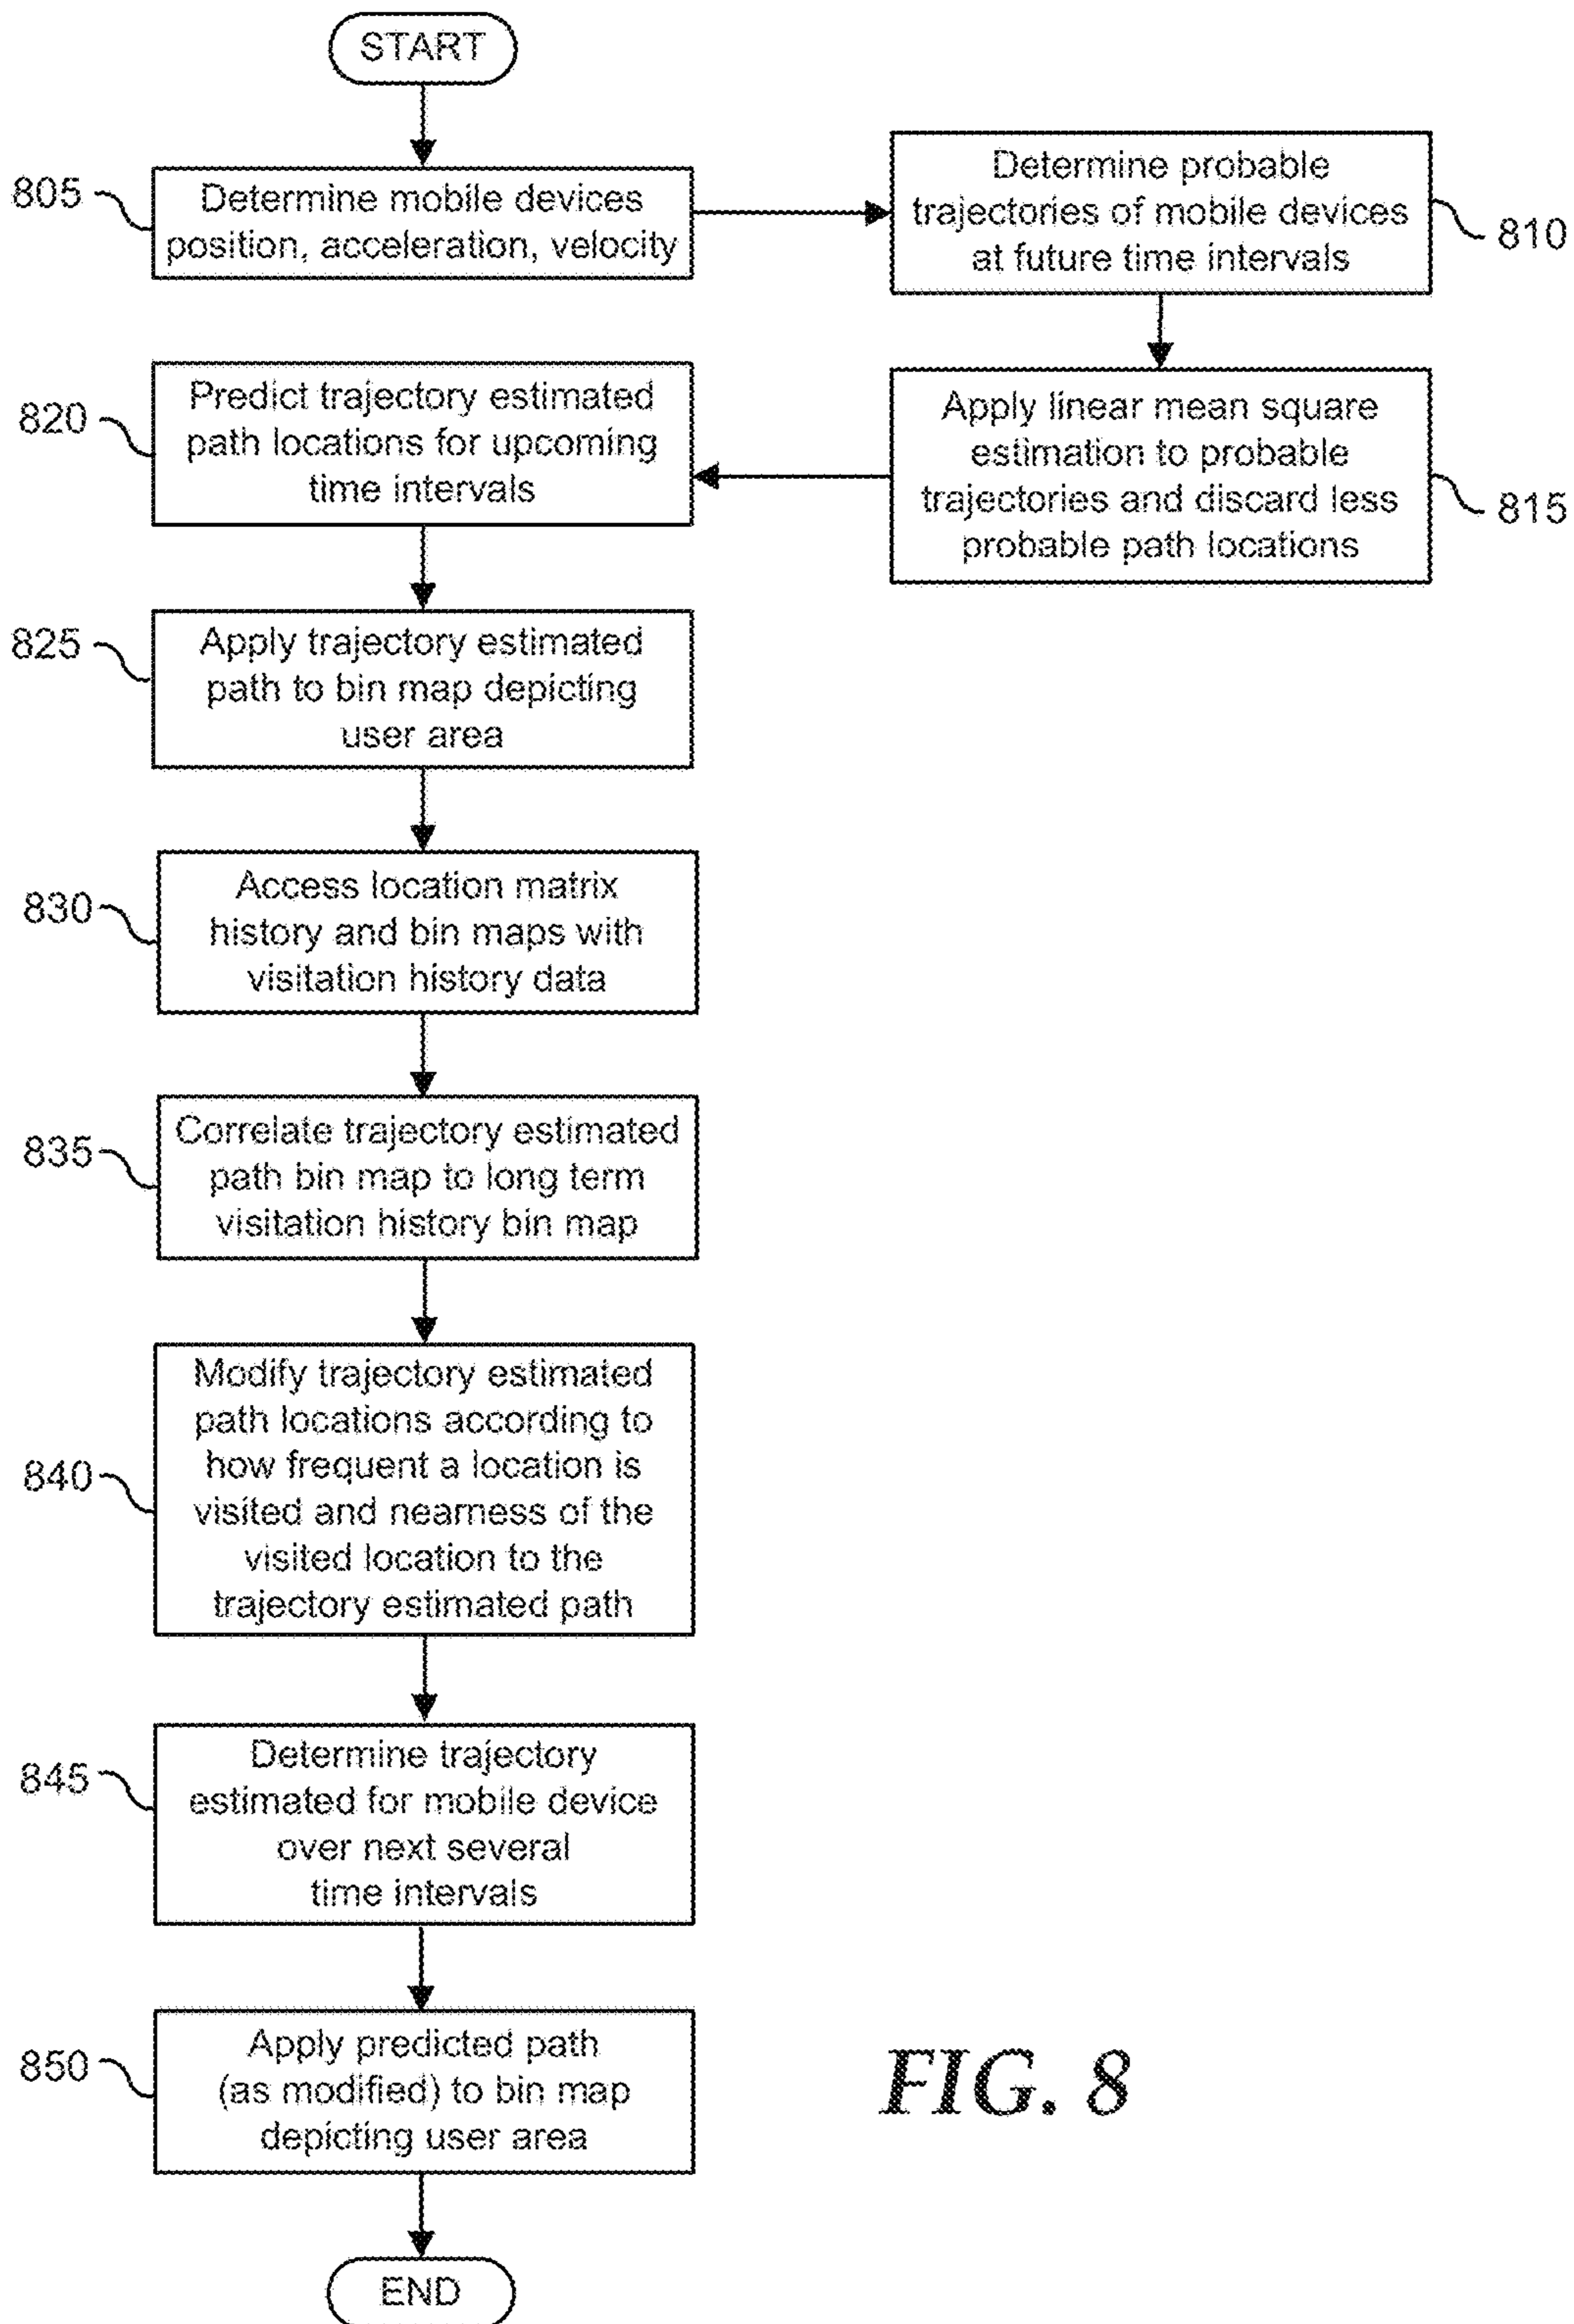 START
805
Determine mobile devices
position, acceleration, velocity
Determine probable
trajectories of mobile devices
at future time intervals
810
Apply linear mean square
estimation to probable
trajectories and discard less
probable path locations
815
820
Predict trajectory estimated
path locations for upcoming
time intervals
825
Apply trajectory estimated
path to bin map depicting
user area
830
Access location matrix
history and bin maps with
visitation history data
835
Correlate trajectory estimated
path bin map to long term
visitation history bin map
840
Modify trajectory estimated
path locations according to
how frequent a location is
visited and nearness of the
visited location to the
trajectory estimated path
845
Determine trajectory
estimated for mobile device
over next several
time intervals
850
Apply predicted path
(as modified) to bin map
depicting user area
END
FIG. 8